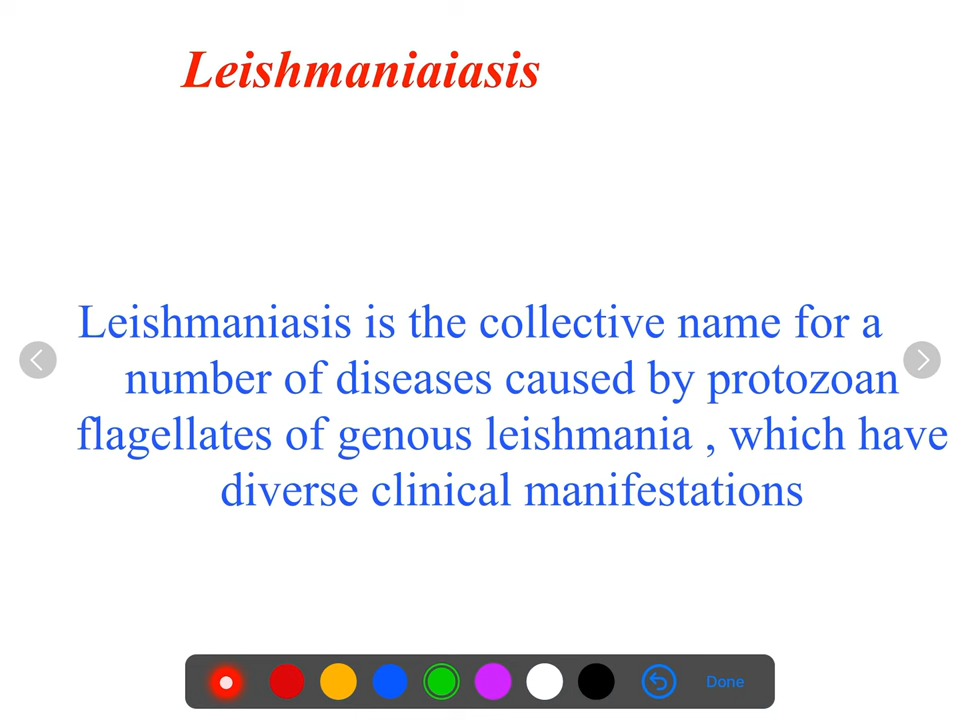 Leishmaniaiasis
Leishmaniasis is the collective name for a
number of diseases caused by protozoan
flagellates of genous leishmania , which have
diverse clinical manifestations
Done